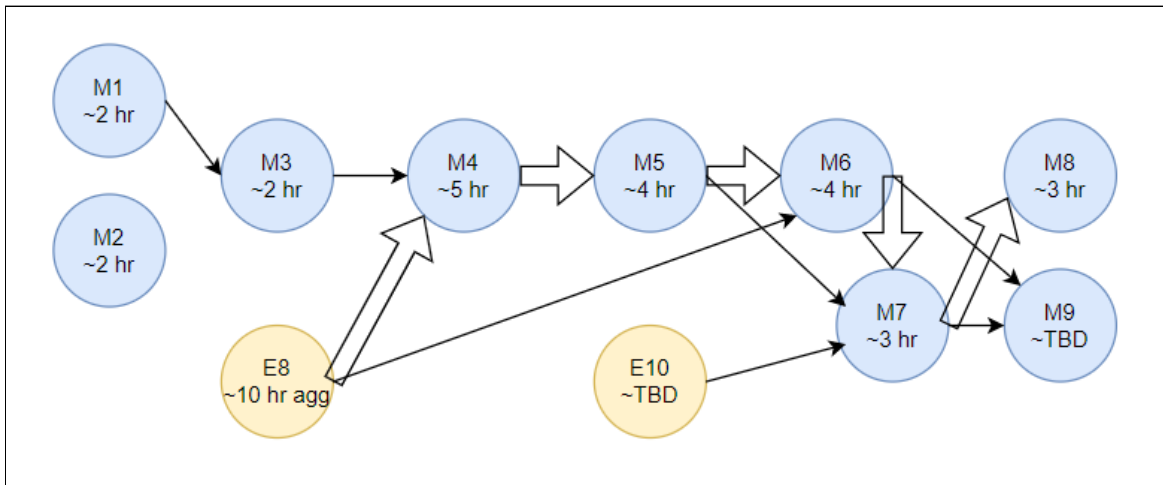 M1
~2 hr
M3
~2 hr
M4
~5 hr
M5
~4 hr
M6
~4 hr
M8
~3 hr
M2
~2 hr
E8
~10 hr agg
E10
~TBD
M7
~3 hr
M9
~TBD